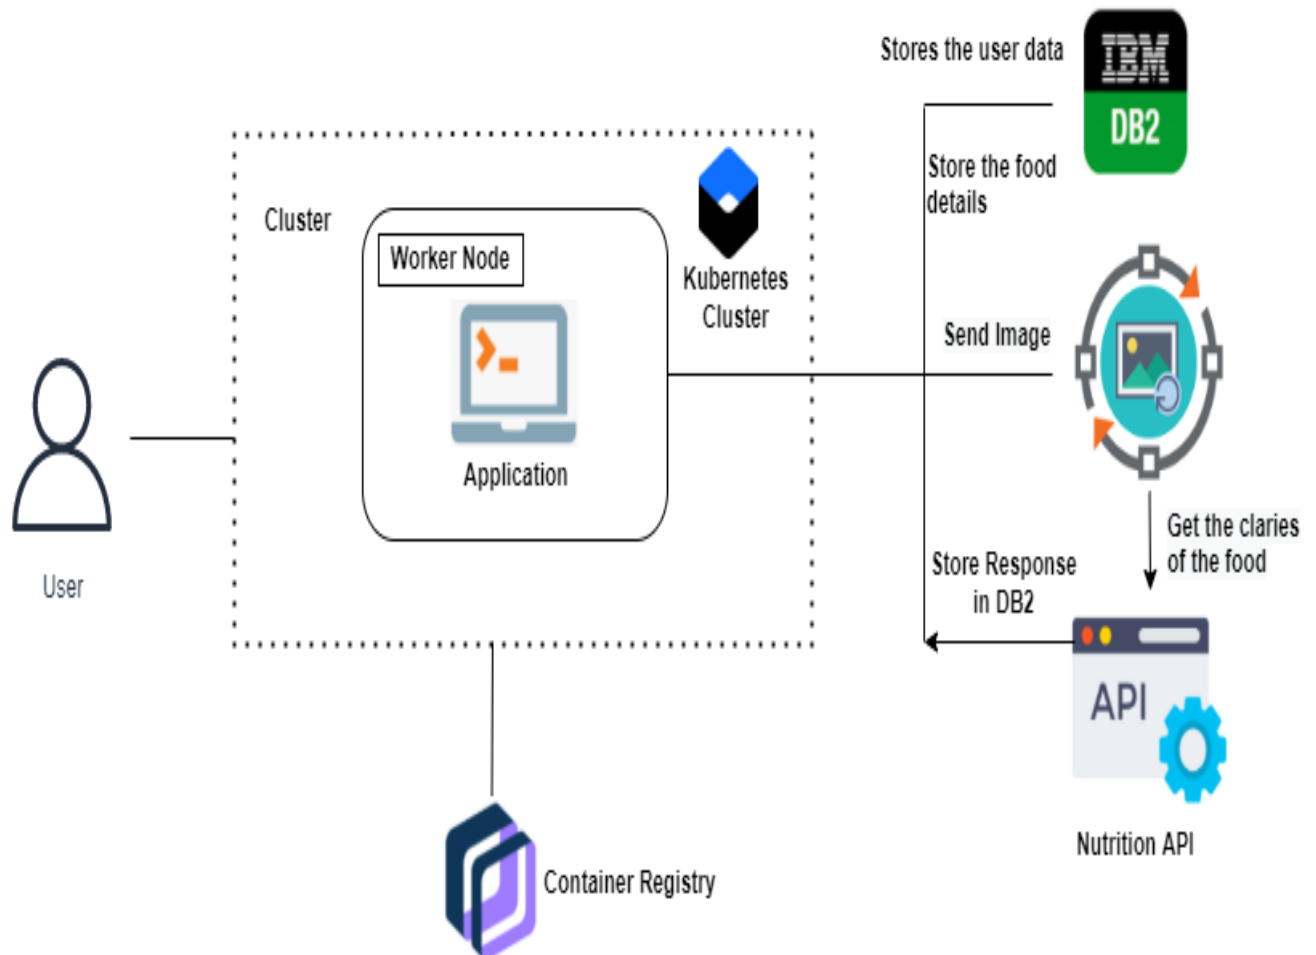 Stores the user data
IBM
DB2
Store the food
details
Cluster
Worker Node
Kubernetes
Cluster
Send Image
Application
Get the claries
of the food
Store Response
in DB2
User
API
Nutrition API
Container Registry